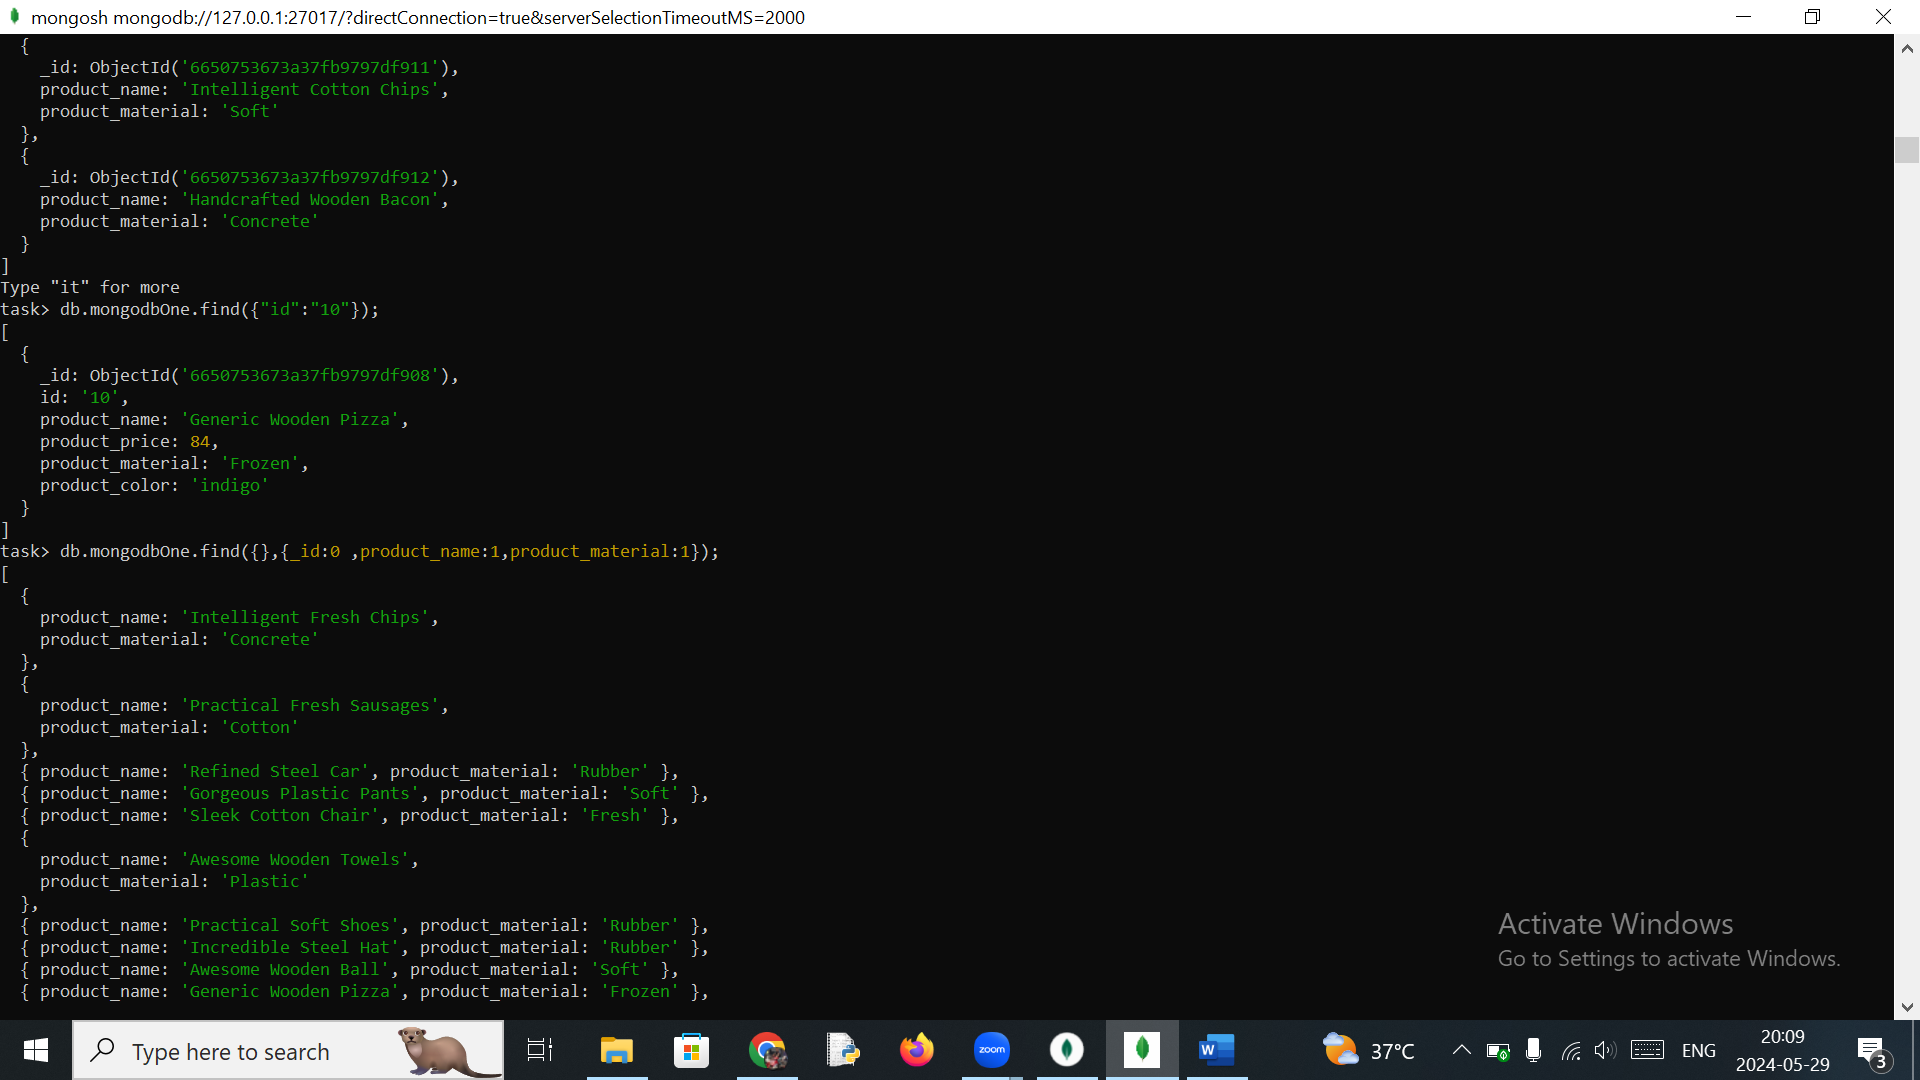 mongosh mongodb://127.0.0.1:27017/?directConnection=true&serverSelectionTimeoutMS=2000
  {
    _id: ObjectId('6650753673a37fb9797df911'),
    product_name: 'Intelligent Cotton Chips',
    product_material: 'Soft'
  },
  {
    _id: ObjectId('6650753673a37fb9797df912'),
    product_name: 'Handcrafted Wooden Bacon',
    product_material: 'Concrete'
  }
]
Type "it" for more
task> db.mongodbOne.find({"id":"10"});
[
  {
    _id: ObjectId('6650753673a37fb9797df908'),
    id: '10',
    product_name: 'Generic Wooden Pizza',
    product_price: 84,
    product_material: 'Frozen',
    product_color: 'indigo'
  }
]
task> db.mongodbOne.find({},{_id:0 ,product_name:1,product_material:1});
[
  {
    product_name: 'Intelligent Fresh Chips',
    product_material: 'Concrete'
  },
  {
    product_name: 'Practical Fresh Sausages',
    product_material: 'Cotton'
  },
  { product_name: 'Refined Steel Car', product_material: 'Rubber' },
  { product_name: 'Gorgeous Plastic Pants', product_material: 'Soft' },
  { product_name: 'Sleek Cotton Chair', product_material: 'Fresh' },
  {
    product_name: 'Awesome Wooden Towels',
    product_material: 'Plastic'
  },
  { product_name: 'Practical Soft Shoes', product_material: 'Rubber' },
  { product_name: 'Incredible Steel Hat', product_material: 'Rubber' },
  { product_name: 'Awesome Wooden Ball', product_material: 'Soft' },
  { product_name: 'Generic Wooden Pizza', product_material: 'Frozen' },
Activate Windows
Go to Settings to activate Windows.
Type here to search
zoom
W
37°C
ENG
20:09
2024-05-29
3